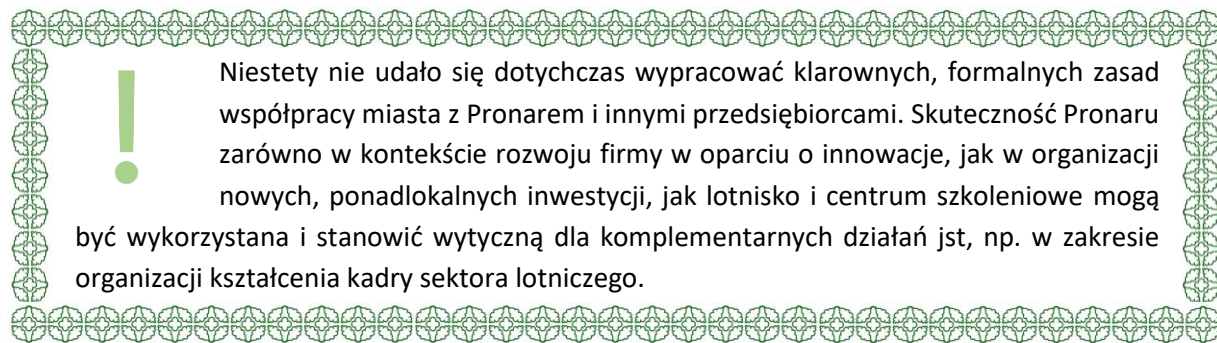 !
Niestety nie udało się dotychczas wypracować klarownych, formalnych zasad
współpracy miasta z Pronarem i innymi przedsiębiorcami. Skuteczność Pronaru
zarówno w kontekście rozwoju firmy w oparciu o innowacje, jak w organizacji
nowych, ponadlokalnych inwestycji, jak lotnisko i centrum szkoleniowe mogą
być wykorzystana i stanowić wytyczną dla komplementarnych działań jst, np. w zakresie
organizacji kształcenia kadry sektora lotniczego.